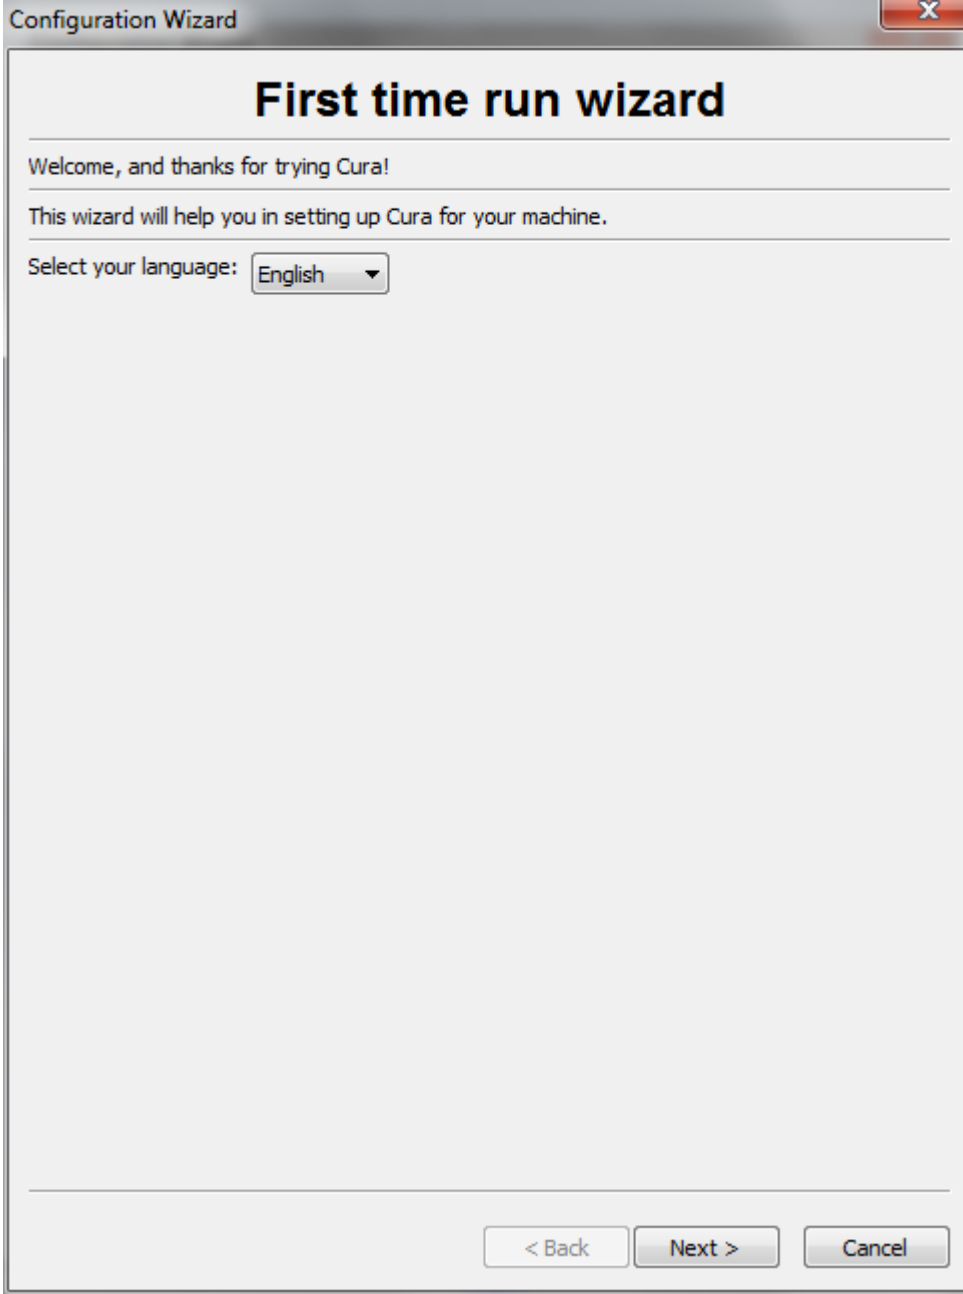 Configuration Wizard
First time run wizard
Welcome, and thanks for trying Cura!
This wizard will help you in setting up Cura for your machine.
Select your language: English
< Back Next > Cancel